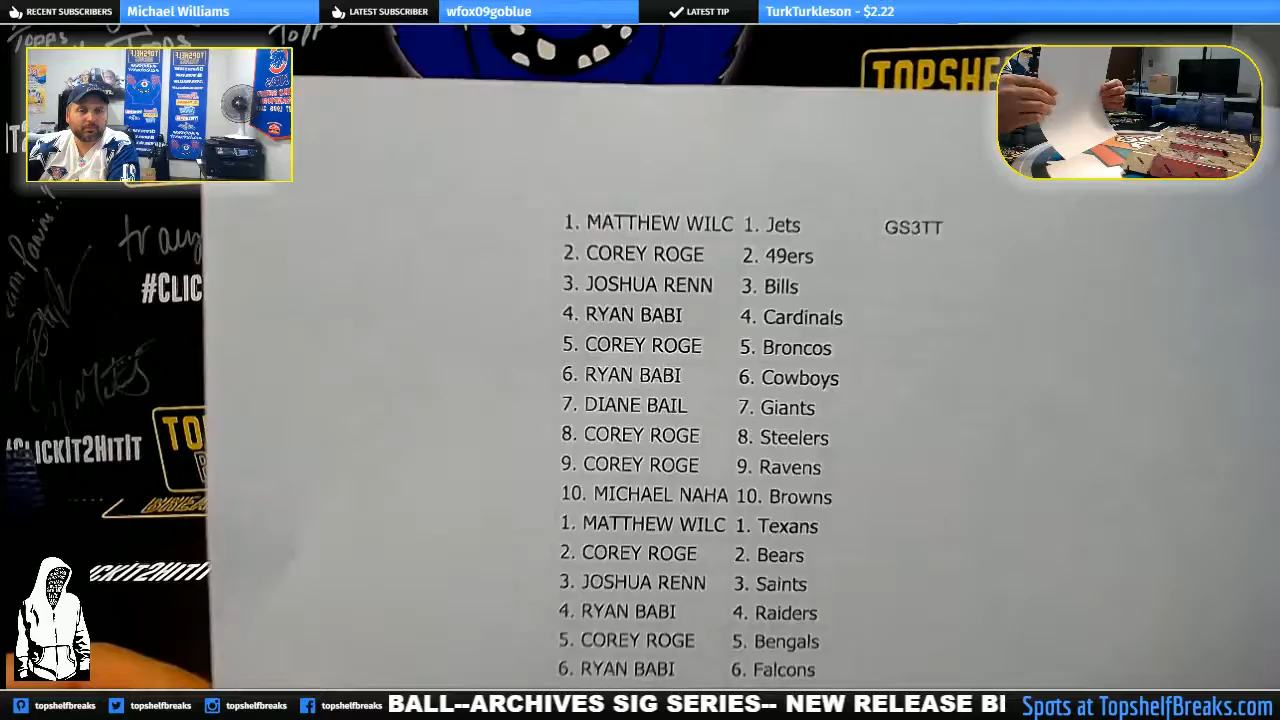 RECENT SUBSCRIBERS Michael Williams LATEST SUBSCRIBER wfox09goblue LATEST TIP TurkTurkleson - $2.22
Topps
TOPSHELF
1. MATTHEW WILC 1. Jets GS3TT
2. COREY ROGE 2. 49ers
3. JOSHUA RENN 3. Bills
4. RYAN BABI 4. Cardinals
5. COREY ROGE 5. Broncos
6. RYAN BABI 6. Cowboys
7. DIANE BAIL 7. Giants
8. COREY ROGE 8. Steelers
9. COREY ROGE 9. Ravens
10. MICHAEL NAHA 10. Browns
1. MATTHEW WILC 1. Texans
2. COREY ROGE 2. Bears
3. JOSHUA RENN 3. Saints
4. RYAN BABI 4. Raiders
5. COREY ROGE 5. Bengals
6. RYAN BABI 6. Falcons
#CLIC
#CLICKIT2HITIT
CKIT2HITIT
topshelfbreaks topshelfbreaks topshelfbreaks topshelfbreaks BALL--ARCHIVES SIG SERIES-- NEW RELEASE Spots at TopshelfBreaks.com